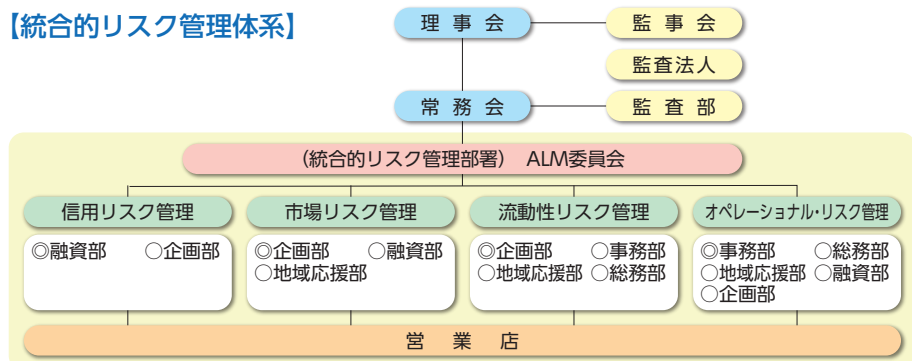 【統合的リスク管理体系】
理事会
監事会
監査法人
常務会
監査部
(統合的リスク管理部署) ALM委員会
信用リスク管理
◎融資部 ○企画部
市場リスク管理
◎企画部 ○融資部
○地域応援部
流動性リスク管理
◎企画部 ○事務部
○地域応援部 ○総務部
オペレーショナル・リスク管理
◎事務部 ○総務部
○地域応援部 ○融資部
○企画部
営業店